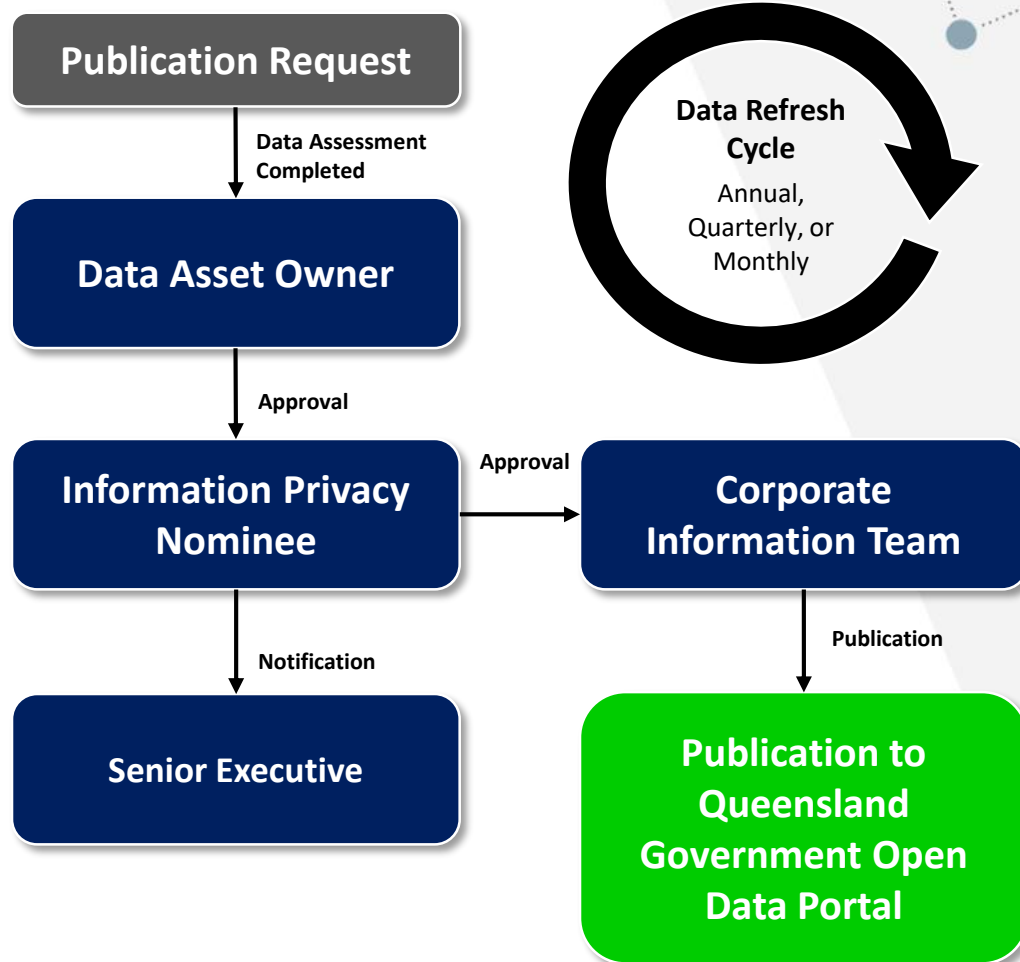 Publication Request
Data Assessment
Completed
Data Asset Owner
Approval
Information Privacy
Nominee
Notification
Senior Executive
Data Refresh
Cycle
Annual,
Quarterly, or
Monthly
Approval
Corporate
Information Team
Publication
Publication to
Queensland
Government Open
Data Portal